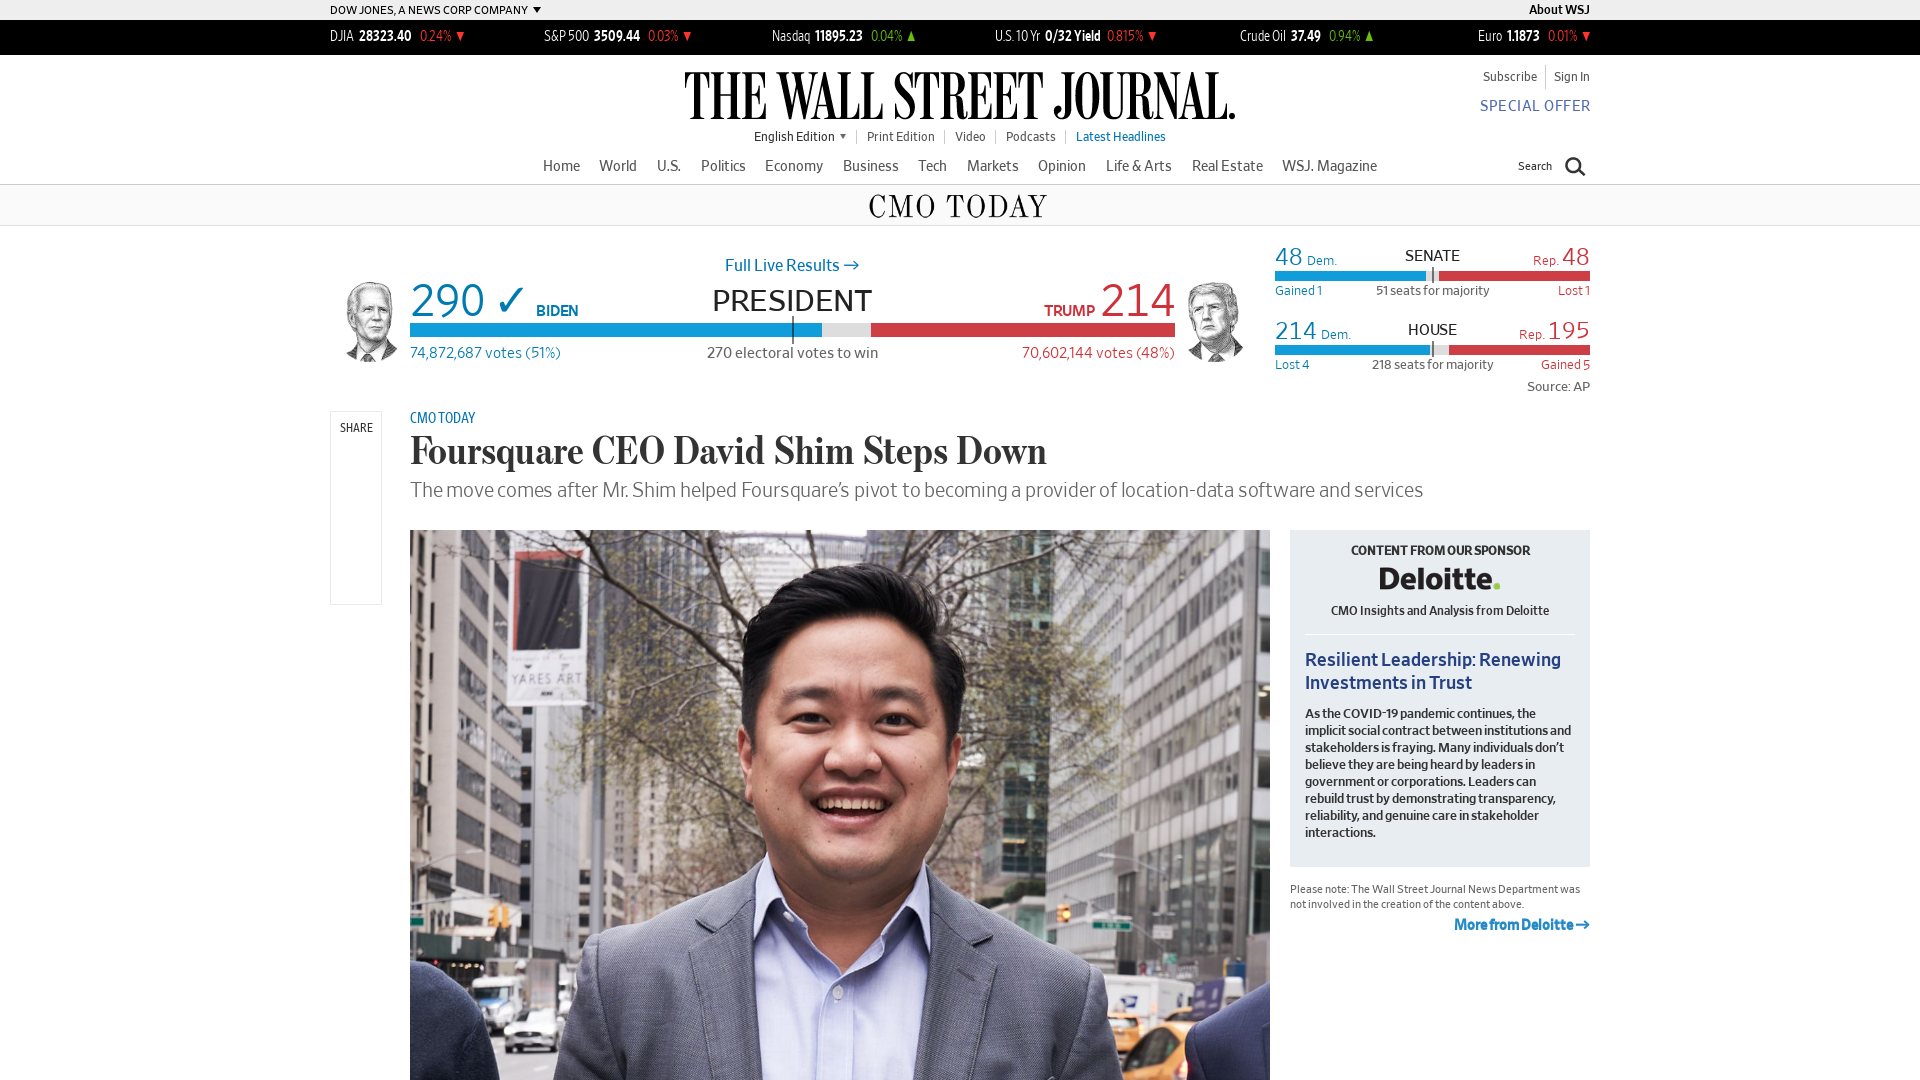 DOW JONES, A NEWS CORP COMPANY
About WSJ
DJIA 28323.40 0.24% ▼
S&P 500 3509.44 0.03% ▼
Nasdaq 11895.23 0.04% ▲
U.S. 10 Yr 0/32 Yield 0.815% ▼
Crude Oil 37.49 0.94% ▲
Euro 1.1873 0.01% ▼
THE WALL STREET JOURNAL.
Subscribe
Sign In
SPECIAL OFFER
English Edition
Print Edition
Video
Podcasts
Latest Headlines
Home
World
U.S.
Politics
Economy
Business
Tech
Markets
Opinion
Life & Arts
Real Estate
WSJ. Magazine
Search
CMO TODAY
Full Live Results →
290 ✓ BIDEN
PRESIDENT
TRUMP 214
74,872,687 votes (51%)
270 electoral votes to win
70,602,144 votes (48%)
48 Dem.
SENATE
Rep. 48
Gained 1
51 seats for majority
Lost 1
214 Dem.
HOUSE
Rep. 195
Lost 4
218 seats for majority
Gained 5
Source: AP
SHARE
CMO TODAY
Foursquare CEO David Shim Steps Down
The move comes after Mr. Shim helped Foursquare’s pivot to becoming a provider of location-data software and services
YARES ART
CONTENT FROM OUR SPONSOR
Deloitte.
CMO Insights and Analysis from Deloitte
Resilient Leadership: Renewing
Investments in Trust
As the COVID-19 pandemic continues, the
implicit social contract between institutions and
stakeholders is fraying. Many individuals don’t
believe they are being heard by leaders in
government or corporations. Leaders can
rebuild trust by demonstrating transparency,
reliability, and genuine care in stakeholder
interactions.
Please note: The Wall Street Journal News Department was
not involved in the creation of the content above.
More from Deloitte →